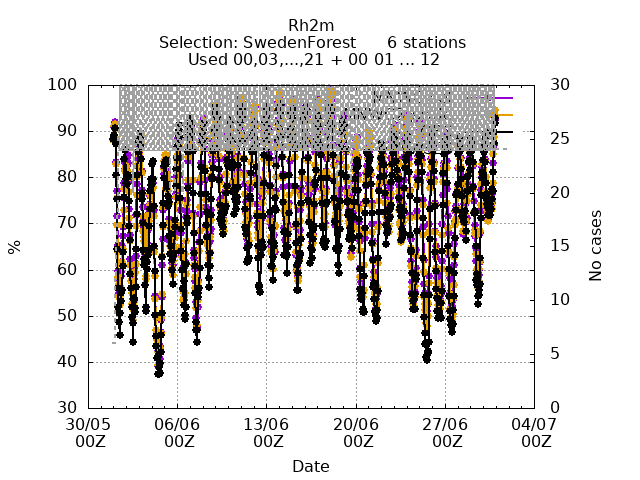 Rh2m
Selection: SwedenForest      6 stations
Used 00,03,...,21 + 00 01 ... 12
100
90
80
70
60
50
40
30
%
30
25
20
15
10
5
0
No cases
30/05 06/06 13/06 20/06 27/06 04/07
00Z 00Z 00Z 00Z 00Z 00Z
Date